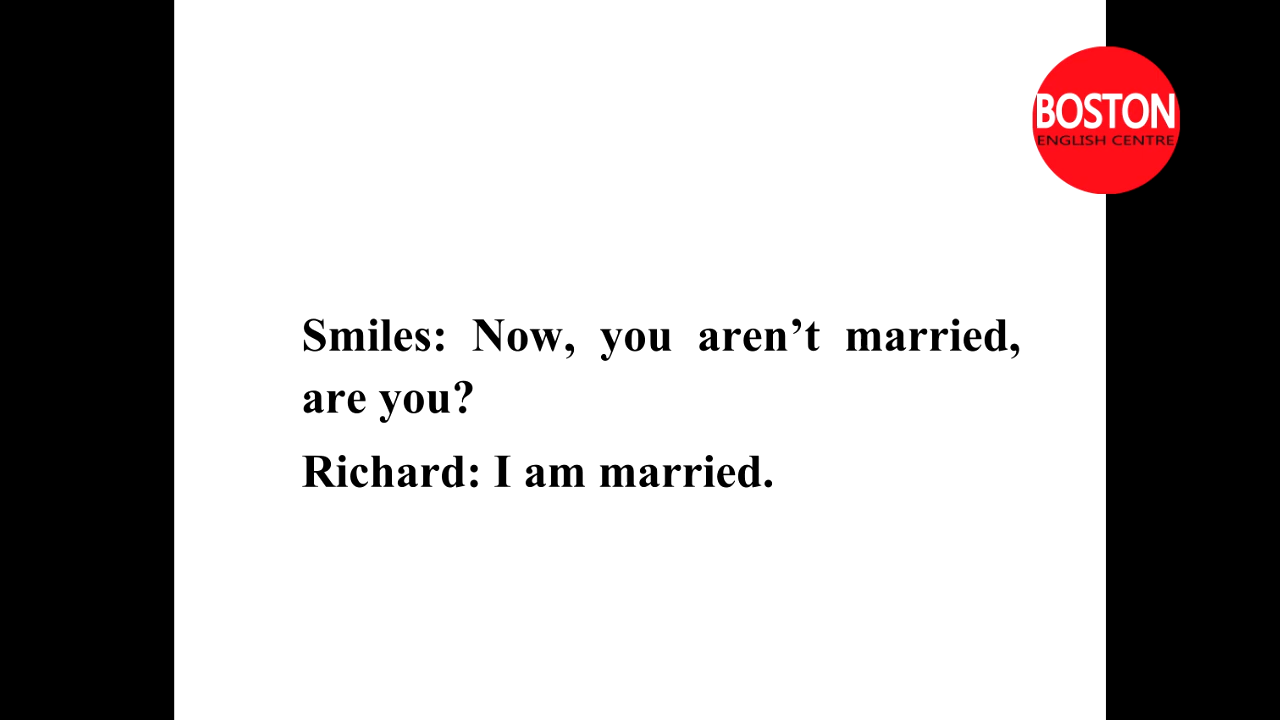 BOSTON
ENGLISH CENTRE
Smiles: Now, you aren’t married,
are you?
Richard: I am married.